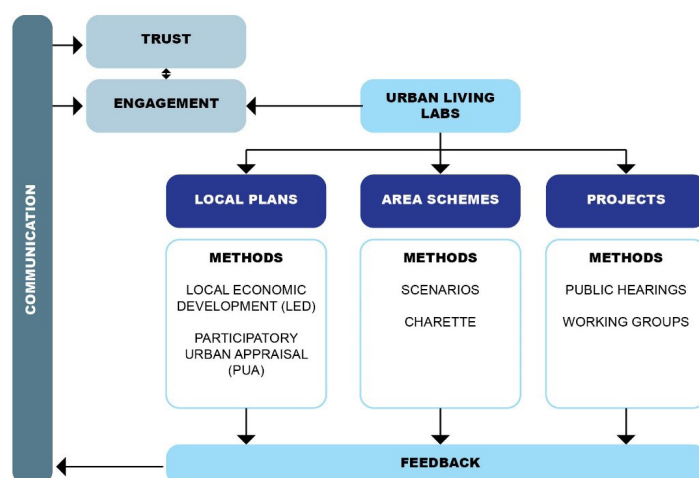 COMMUNICATION
TRUST
ENGAGEMENT
URBAN LIVING
LABS
LOCAL PLANS
METHODS
LOCAL ECONOMIC
DEVELOPMENT (LED)
PARTICIPATORY
URBAN APPRAISAL
(PUA)
AREA SCHEMES
METHODS
SCENARIOS
CHARETTE
PROJECTS
METHODS
PUBLIC HEARINGS
WORKING GROUPS
FEEDBACK